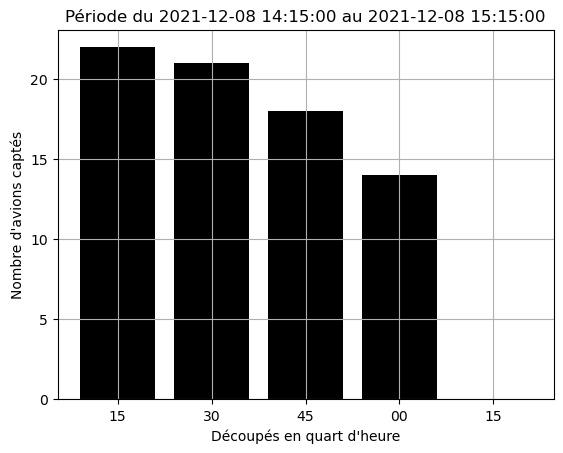 Période du 2021-12-08 14:15:00 au 2021-12-08 15:15:00
20
15
10
5
0
Nombre d'avions captés
15 30 45 00 15
Découpés en quart d'heure